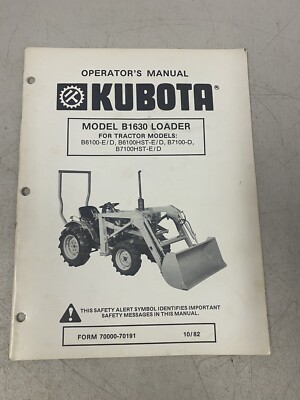 OPERATOR'S MANUAL
KUBOTA®
MODEL B1630 LOADER
FOR TRACTOR MODELS:
B6100-E/D, B6100HST-E/D, B7100-D,
B7100HST-E/D
THIS SAFETY ALERT SYMBOL IDENTIFIES IMPORTANT
SAFETY MESSAGES IN THIS MANUAL.
FORM 70000-70191 10/82